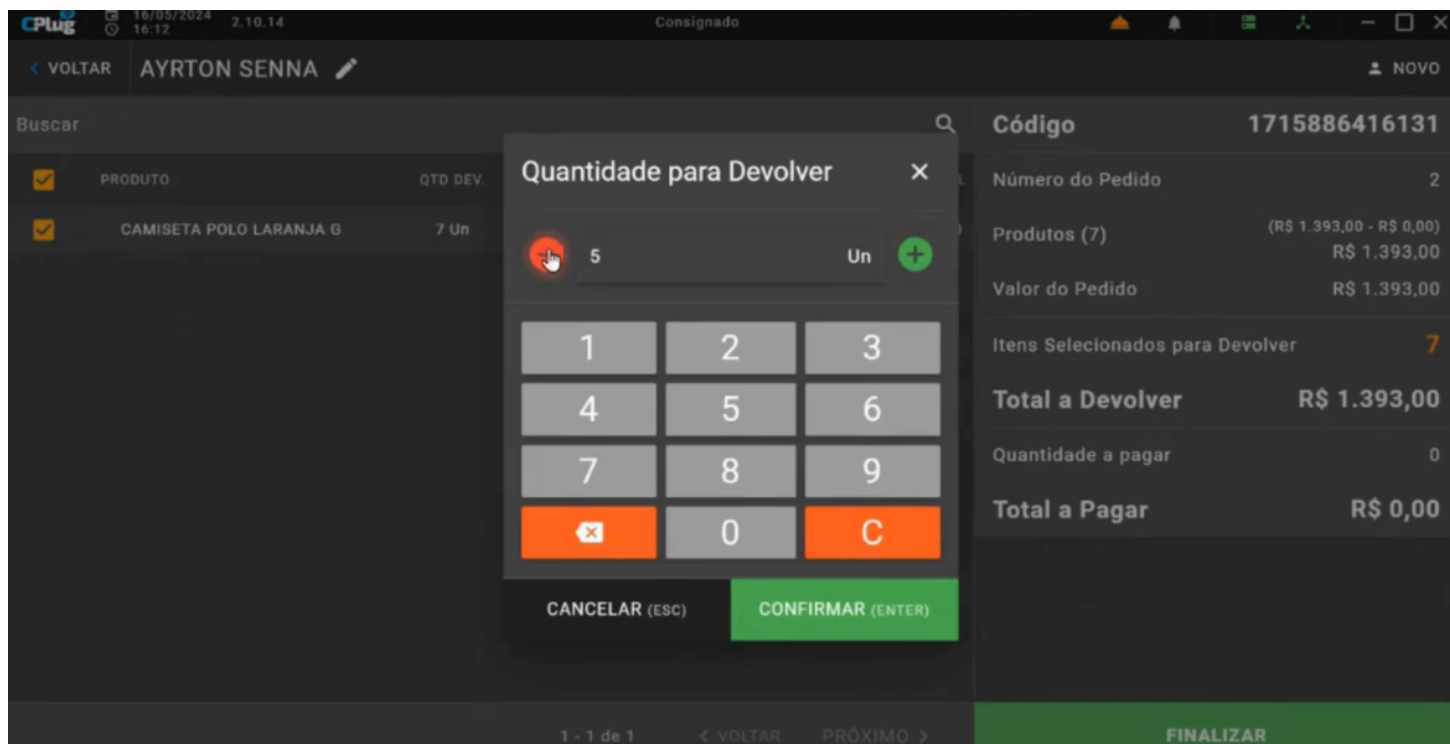 CPlug 16/05/2024 2.10.14 Consignado
16:12
< VOLTAR AYRTON SENNA NOVO
Buscar
PRODUTO QTD DEV.
CAMISETA POLO LARANJA G 7 Un
Quantidade para Devolver ×
5 Un
1 2 3
4 5 6
7 8 9
0 C
CANCELAR (ESC) CONFIRMAR (ENTER)
1 - 1 de 1 < VOLTAR PRÓXIMO >
Código 1715886416131
Número do Pedido 2
Produtos (7) (R$ 1.393,00 - R$ 0,00)
R$ 1.393,00
Valor do Pedido R$ 1.393,00
Itens Selecionados para Devolver 7
Total a Devolver R$ 1.393,00
Quantidade a pagar 0
Total a Pagar R$ 0,00
FINALIZAR